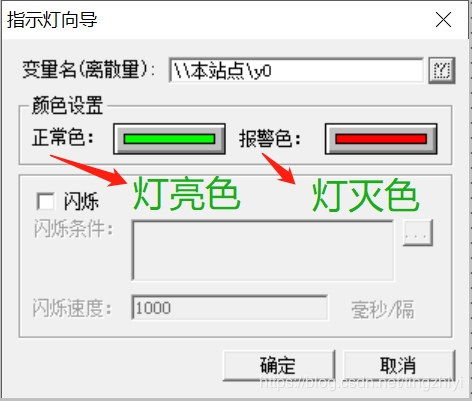 指示灯向导
变量名(离散量): \\本站点\y0 ?
颜色设置
正常色: 报警色:
灯亮色 灯灭色
闪烁
闪烁条件: ...
闪烁速度: 1000 毫秒/隔
确定 取消
https://blog.csdn.net/tingzhiyi